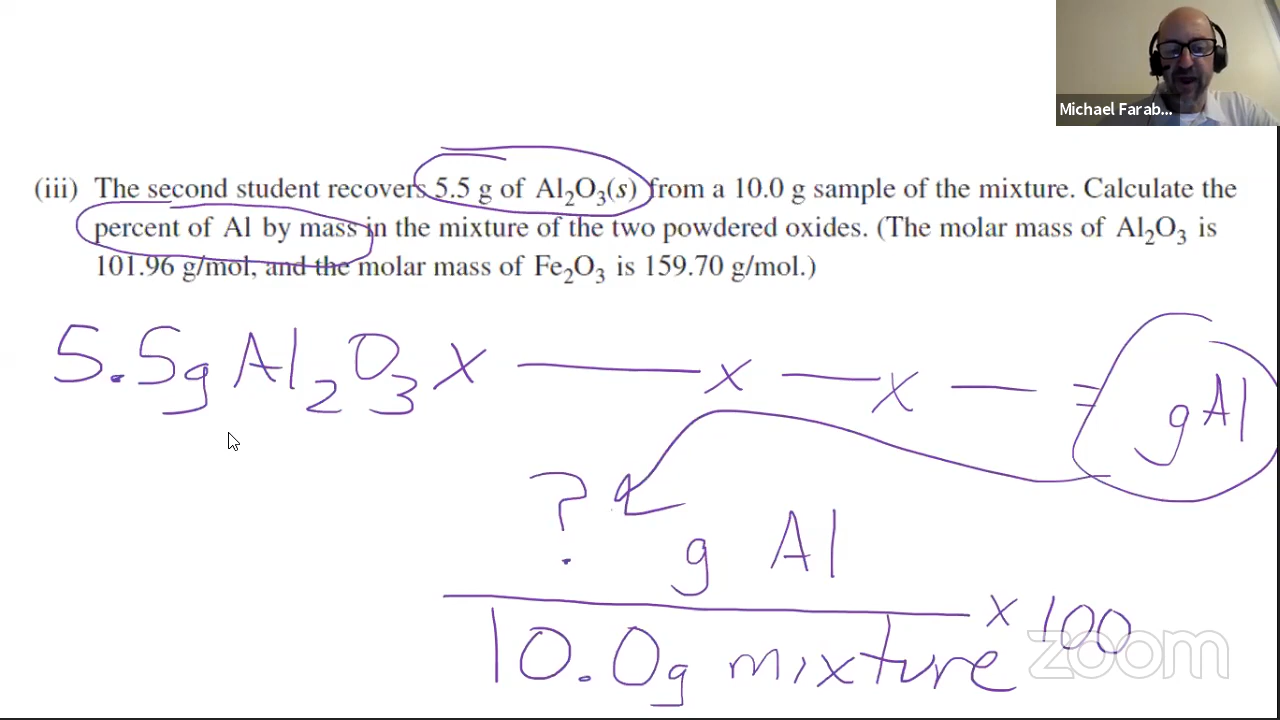 Michael Farab...
(iii) The second student recovers 5.5 g of Al₂O₃(s) from a 10.0 g sample of the mixture. Calculate the
percent of Al by mass in the mixture of the two powdered oxides. (The molar mass of Al₂O₃ is
101.96 g/mol, and the molar mass of Fe₂O₃ is 159.70 g/mol.)
5.5g Al₂O₃ x — x — x — = g Al
? g Al
10.0g mixture x 100
zoom